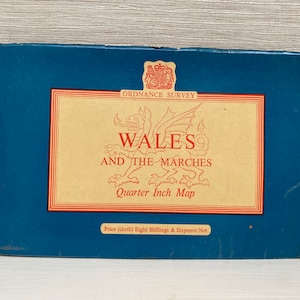 ORDNANCE SURVEY
WALES
AND THE MARCHES
Quarter Inch Map
Price (cloth) Eight Shillings & Sixpence Net